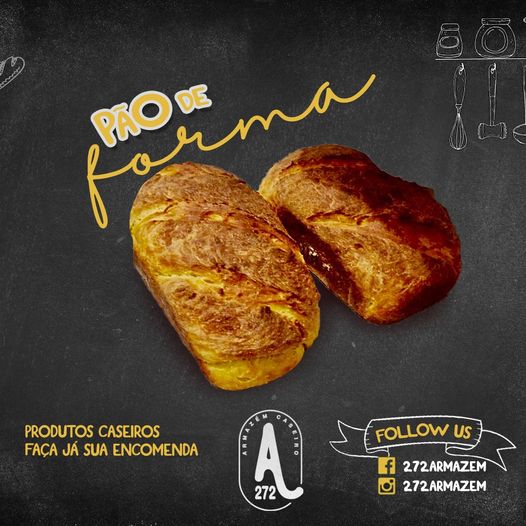 PÃO DE
forma
PRODUTOS CASEIROS
FAÇA JÁ SUA ENCOMENDA
ARMAZÉM CASEIRO
A
272
FOLLOW US
272ARMAZEM
272ARMAZEM